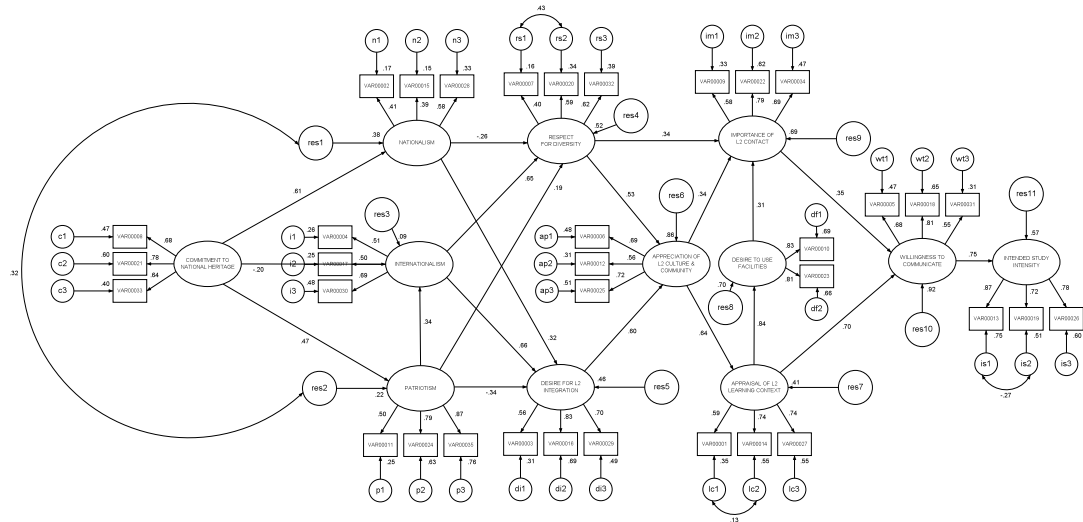 .43
n1
n2
n3
rs1
rs2
rs3
im1
im2
im3
.17
.15
.33
.16
.34
.39
.33
.62
.47
VAR00002
VAR00015
VAR00028
VAR00007
VAR00020
VAR00032
VAR00009
VAR00022
VAR00034
.41
.39
.58
.40
.59
.62
.58
.79
.69
res1
.38
NATIONALISM
-.26
RESPECT
FOR DIVERSITY
.52
res4
.34
IMPORTANCE OF
L2 CONTACT
.69
res9
wt1
wt2
wt3
.47
.65
.31
VAR00005
VAR00018
VAR00031
.68
.81
.55
res11
.57
.61
.65
.19
.53
.34
.31
.35
res3
.09
res6
.86
df1
.69
c1
.47
VAR00008
.68
c2
.60
VAR00021
.78
c3
.40
VAR00033
.64
COMMITMENT TO
NATIONAL HERITAGE
-.20
i1
.26
VAR00004
.51
i2
.25
VAR00017
.50
i3
.48
VAR00030
.69
INTERNATIONALISM
ap1
.48
VAR00006
.69
ap2
.31
VAR00012
.56
ap3
.51
VAR00025
.72
APPRECIATION OF
L2 CULTURE &
COMMUNITY
DESIRE TO USE
FACILITIES
.83
VAR00010
.81
VAR00023
.66
df2
.70
res8
WILLINGNESS TO
COMMUNICATE
.75
INTENDED STUDY
INTENSITY
.92
res10
.87
.72
.78
VAR00013
VAR00019
VAR00026
.75
.51
.60
is1
is2
is3
-.27
.32
.47
.34
.66
.32
.60
.64
.84
.70
res2
.22
PATRIOTISM
-.34
DESIRE FOR L2
INTEGRATION
.46
res5
APPRAISAL OF L2
LEARNING CONTEXT
.41
res7
.50
.79
.87
.56
.83
.70
.59
.74
.74
VAR00011
VAR00024
VAR00035
VAR00003
VAR00016
VAR00029
VAR00001
VAR00014
VAR00027
.25
.63
.76
.31
.69
.49
.35
.55
.55
p1
p2
p3
di1
di2
di3
lc1
lc2
lc3
.13